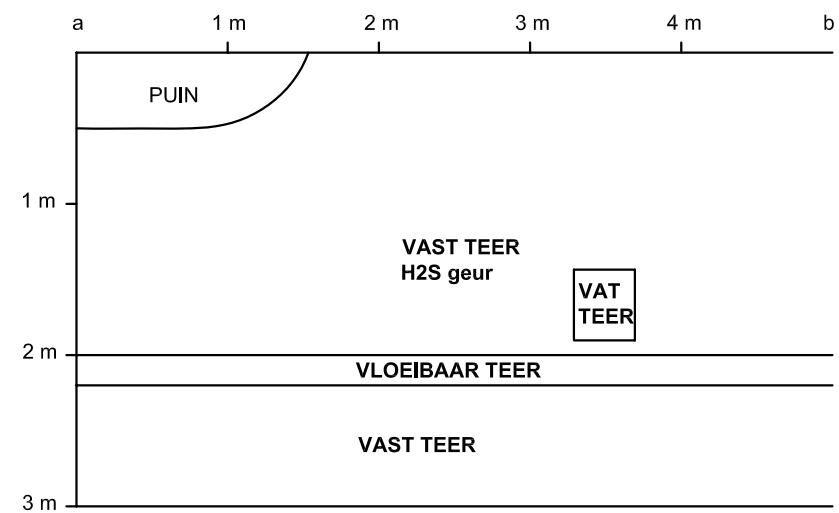 a 1 m 2 m 3 m 4 m b
PUIN
1 m
VAST TEER
H2S geur
VAT
TEER
2 m
VLOEIBAAR TEER
VAST TEER
3 m